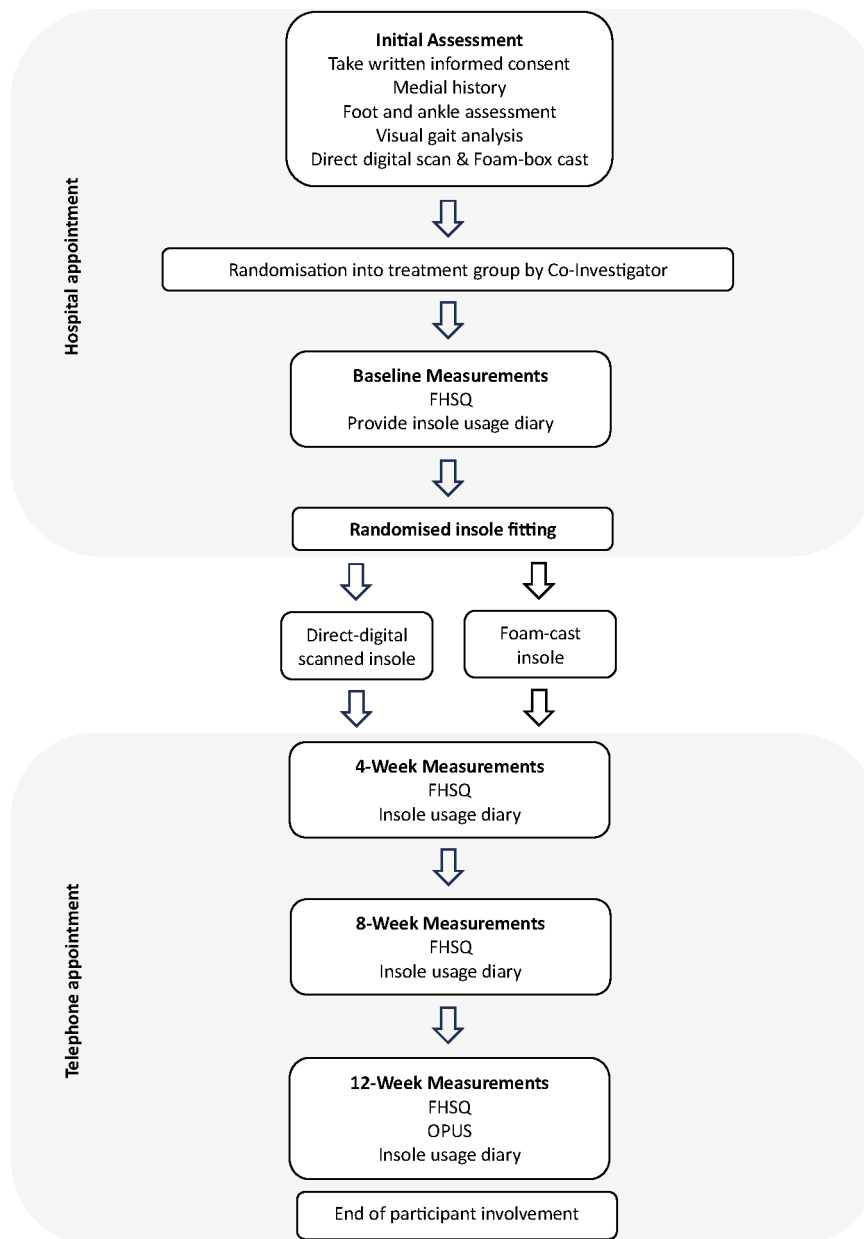 Hospital appointment
Initial Assessment
Take written informed consent
Medial history
Foot and ankle assessment
Visual gait analysis
Direct digital scan & Foam-box cast
Randomisation into treatment group by Co-Investigator
Baseline Measurements
FHSQ
Provide insole usage diary
Randomised insole fitting
Direct-digital
scanned insole
Foam-cast
insole
Telephone appointment
4-Week Measurements
FHSQ
Insole usage diary
8-Week Measurements
FHSQ
Insole usage diary
12-Week Measurements
FHSQ
OPUS
Insole usage diary
End of participant involvement